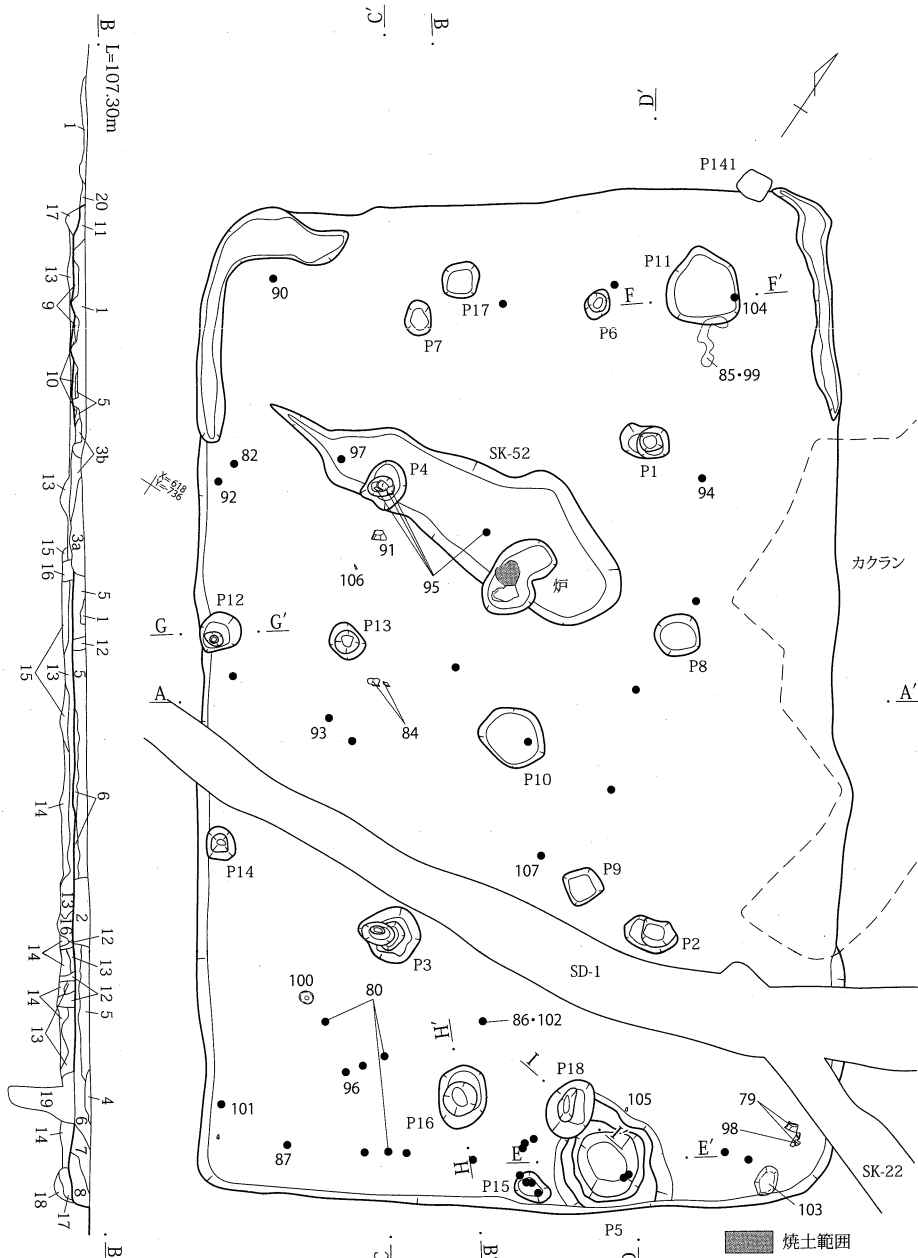 B
L=107.30m
1
20
11
17
13
9
1
10
5
3b
13
3a
15
16
5
1
12
15
13
5
6
14
13
16
2
12
14
13
12
14
5
13
19
4
6
14
7
8
18
17
B'
C'
B
D'
P141
P11
F
F'
90
P17
P7
P6
104
85・99
82
97
SK-52
P4
P1
92
94
X=618
Y=-736
91
95
106
炉
カクラン
P12
G
G'
P13
P8
A
A'
84
93
P10
107
P9
P14
P3
P2
SD-1
100
80
86・102
H'
I
P18
96
P16
105
101
79
98
I'
87
H
E
E'
P15
SK-22
103
P5
C
B'
焼土範囲